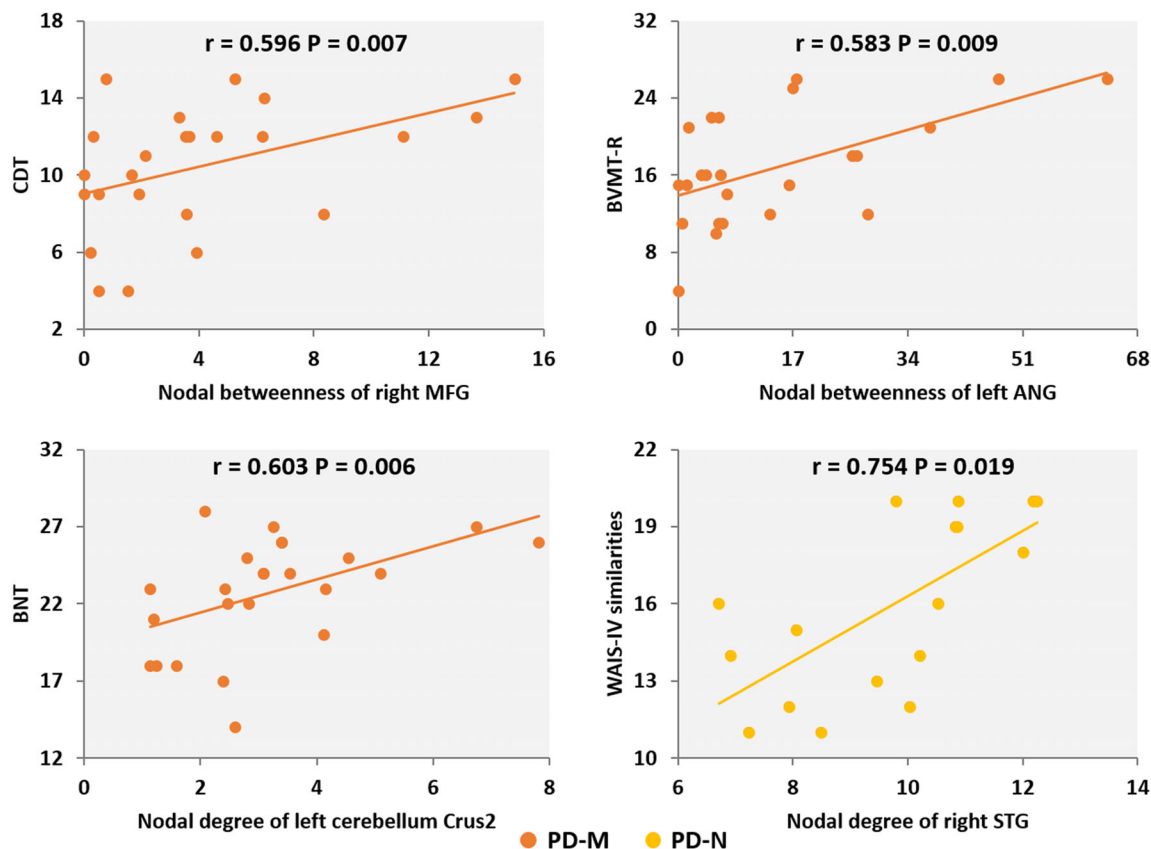 r = 0.596 P = 0.007
CDT
18
14
10
6
2
0 4 8 12 16
Nodal betweenness of right MFG
r = 0.583 P = 0.009
BVMT-R
32
24
16
8
0
0 17 34 51 68
Nodal betweenness of left ANG
r = 0.603 P = 0.006
BNT
32
27
22
17
12
0 2 4 6 8
Nodal degree of left cerebellum Crus2
r = 0.754 P = 0.019
WAIS-IV similarities
22
19
16
13
10
6 8 10 12 14
Nodal degree of right STG
PD-M PD-N